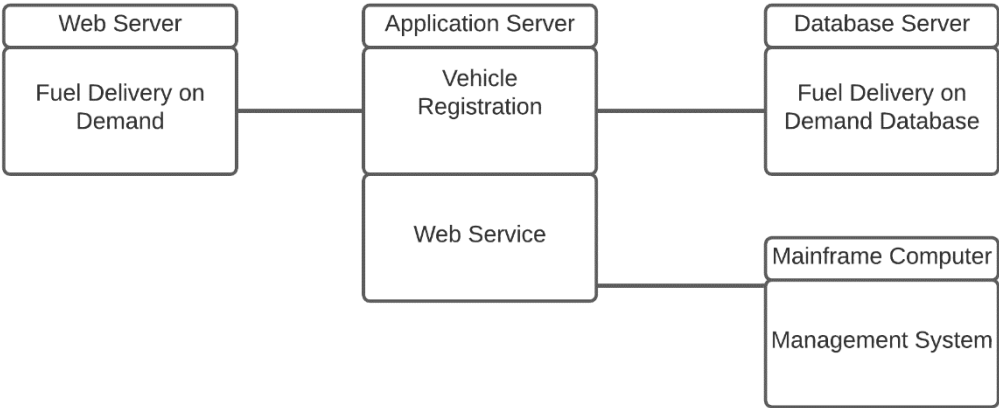 Web Server
Fuel Delivery on
Demand
Application Server
Vehicle
Registration
Web Service
Database Server
Fuel Delivery on
Demand Database
Mainframe Computer
Management System